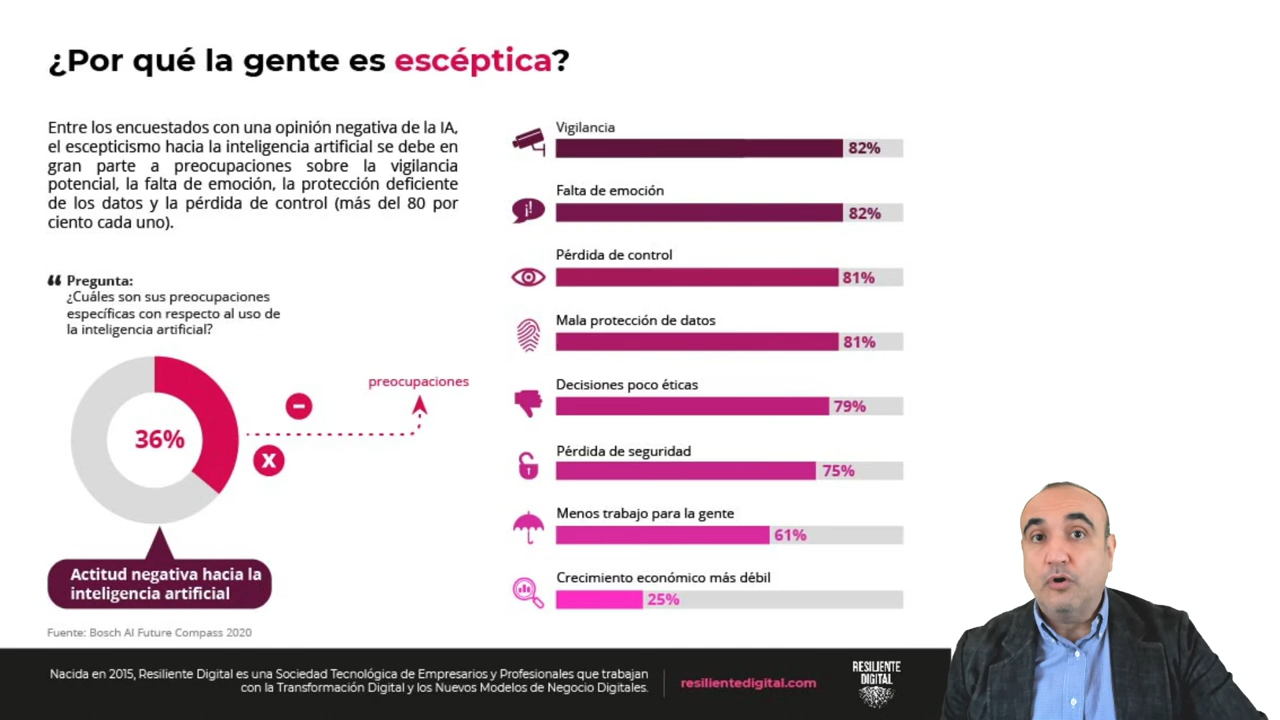 ¿Por qué la gente es escéptica?
Entre los encuestados con una opinión negativa de la IA,
el escepticismo hacia la inteligencia artificial se debe en
gran parte a preocupaciones sobre la vigilancia
potencial, la falta de emoción, la protección deficiente
de los datos y la pérdida de control (más del 80 por
ciento cada uno).
“ Pregunta:
¿Cuáles son sus preocupaciones
específicas con respecto al uso de
la inteligencia artificial?
36%
preocupaciones
X
Actitud negativa hacia la
inteligencia artificial
Fuente: Bosch AI Future Compass 2020
Vigilancia
82%
Falta de emoción
82%
Pérdida de control
81%
Mala protección de datos
81%
Decisiones poco éticas
79%
Pérdida de seguridad
75%
Menos trabajo para la gente
61%
Crecimiento económico más débil
25%
Nacida en 2015, Resiliente Digital es una Sociedad Tecnológica de Empresarios y Profesionales que trabajan
con la Transformación Digital y los Nuevos Modelos de Negocio Digitales.
resilientedigital.com
RESILIENTE
DIGITAL